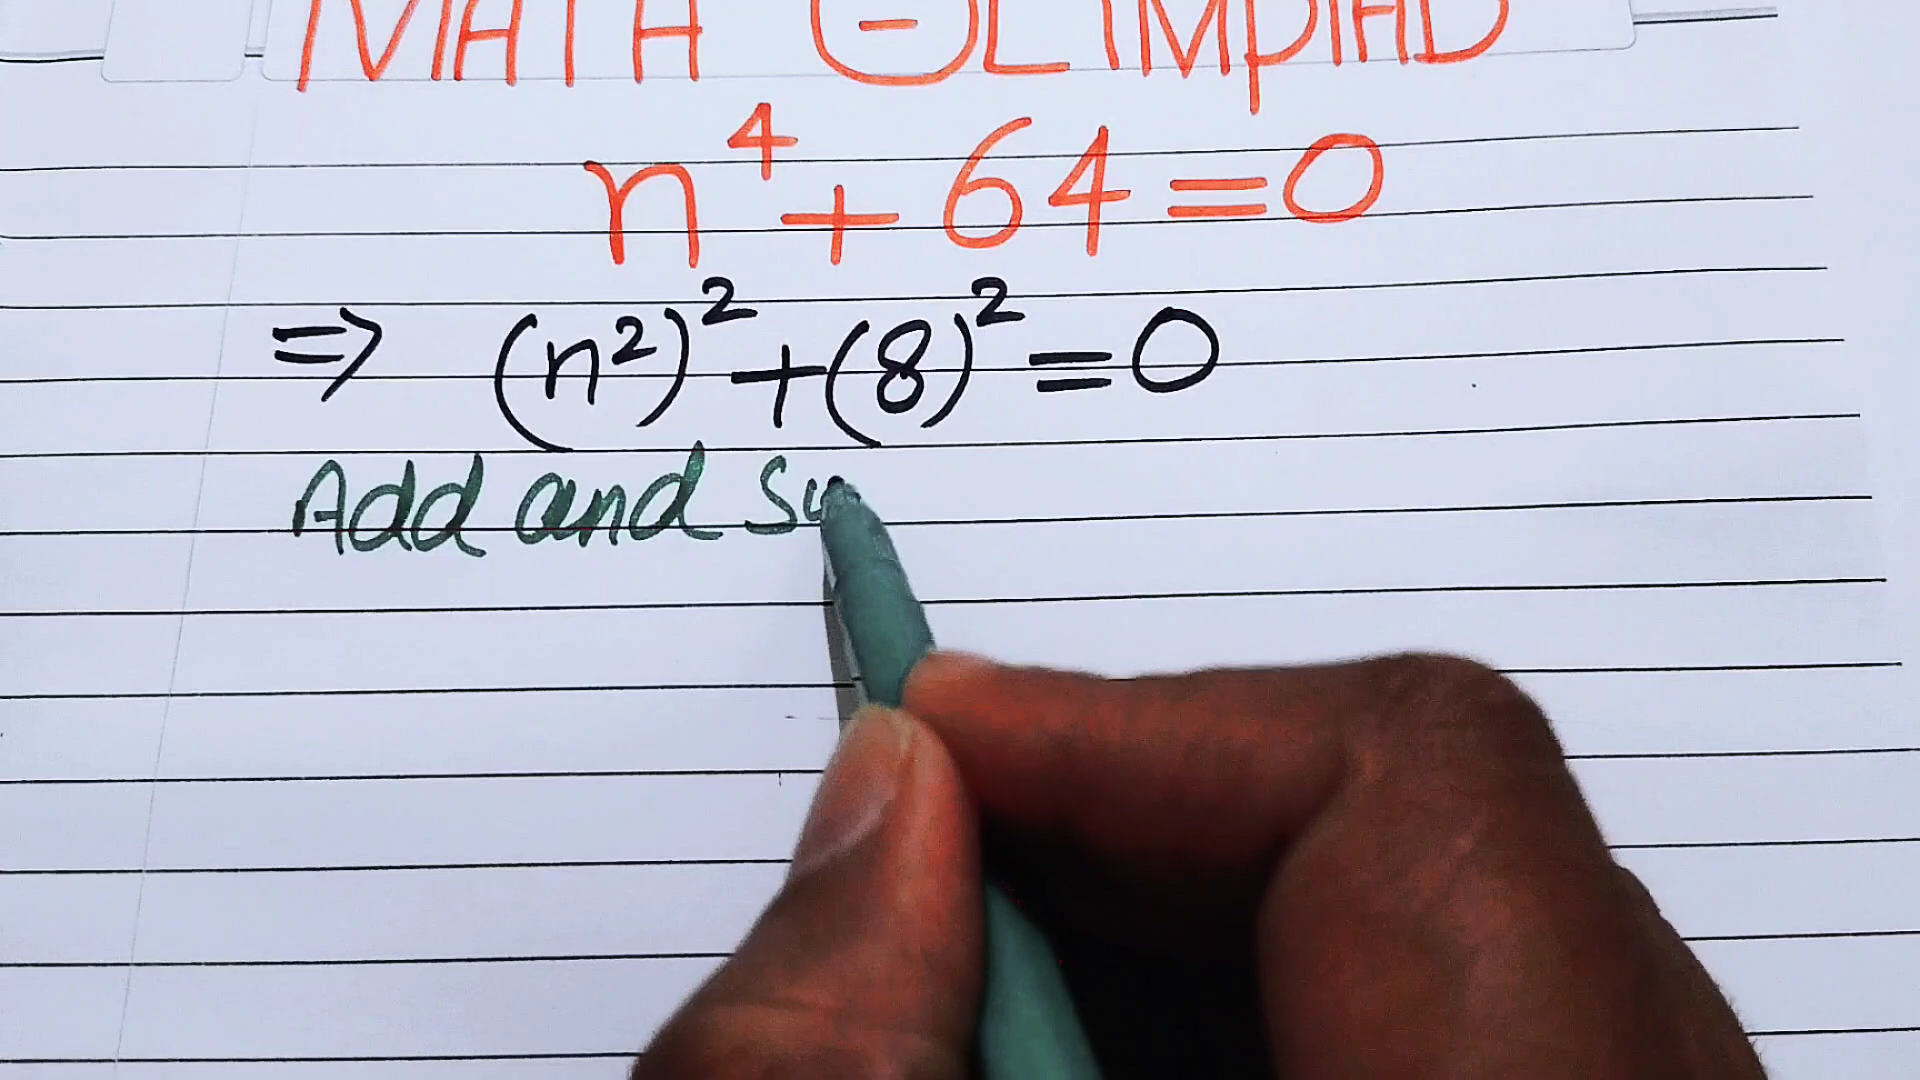 MATH OLIMPIAD
n⁴ + 64 = 0
⇒ (n²)² + (8)² = 0
Add and Su